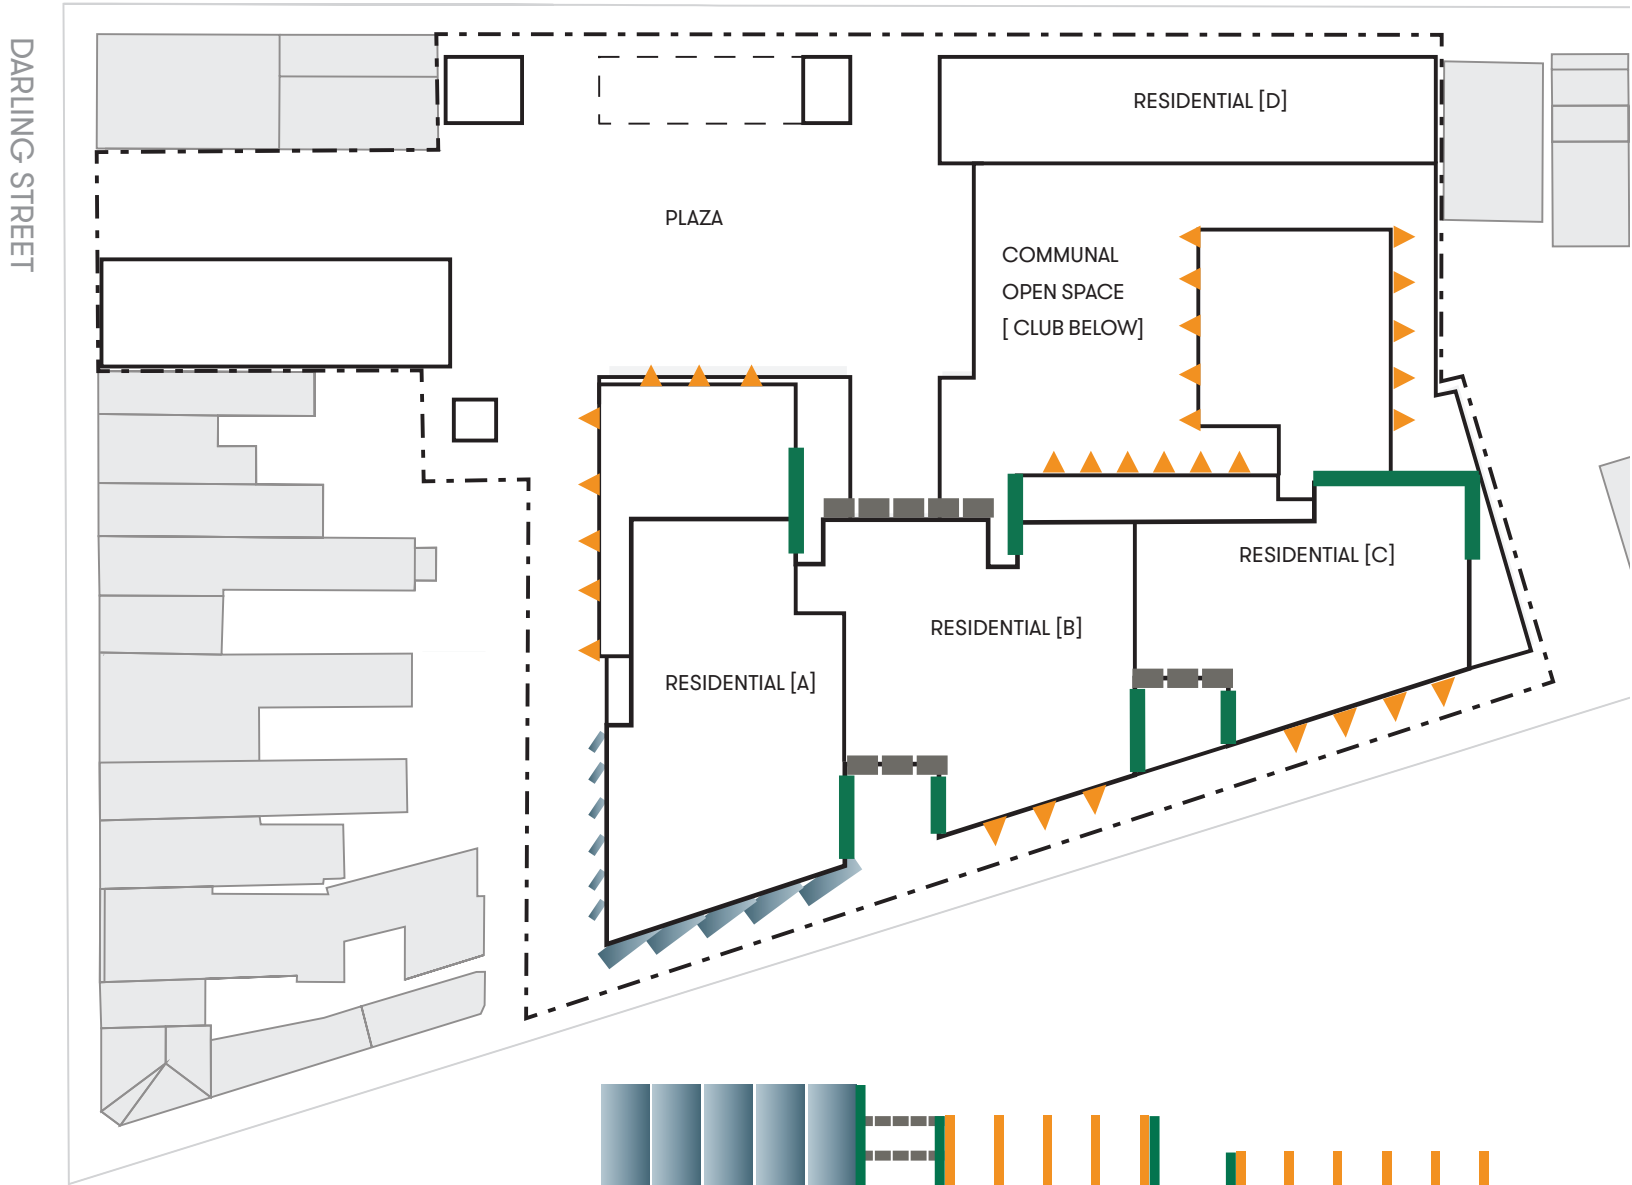 DARLING STREET
RESIDENTIAL [D]
PLAZA
COMMUNAL
OPEN SPACE
[ CLUB BELOW]
RESIDENTIAL [C]
RESIDENTIAL [B]
RESIDENTIAL [A]